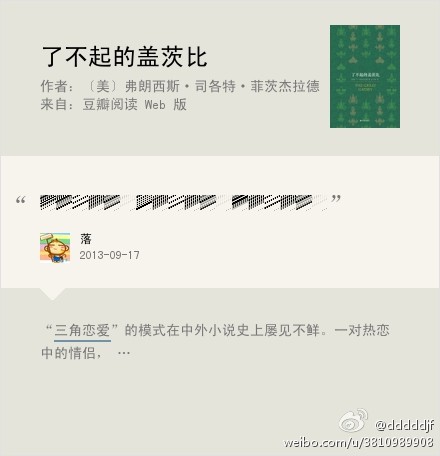 了不起的盖茨比
作者：〔美〕弗朗西斯·司各特·菲茨杰拉德
来自：豆瓣阅读 Web 版
了不起的盖茨比
“ ”
落
2013-09-17
“三角恋爱”的模式在中外小说史上屡见不鲜。一对热恋
中的情侣， …
@dddddjf
weibo.com/u/3810989908